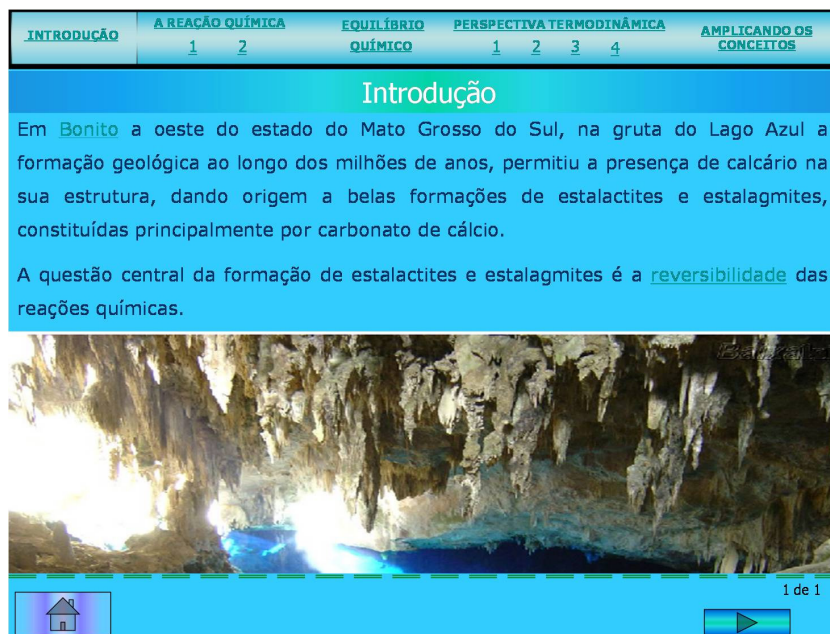 INTRODUÇÃO
A REAÇÃO QUÍMICA
1 2
EQUILÍBRIO
QUÍMICO
PERSPECTIVA TERMODINÂMICA
1 2 3 4
AMPLICANDO OS
CONCEITOS
Introdução
Em Bonito a oeste do estado do Mato Grosso do Sul, na gruta do Lago Azul a
formação geológica ao longo dos milhões de anos, permitiu a presença de calcário na
sua estrutura, dando origem a belas formações de estalactites e estalagmites,
constituídas principalmente por carbonato de cálcio.
A questão central da formação de estalactites e estalagmites é a reversibilidade das
reações químicas.
1 de 1